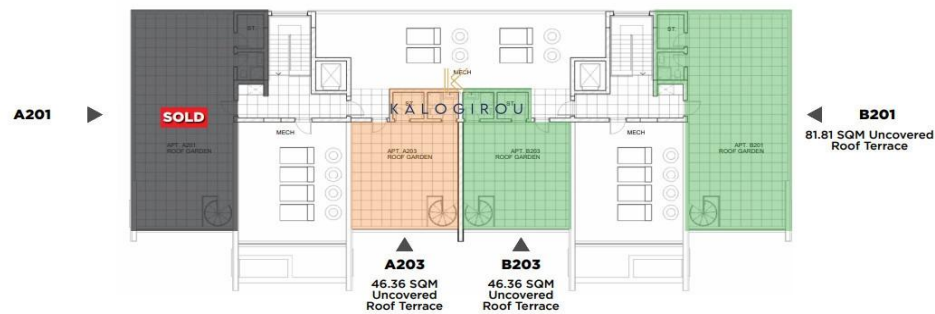 ST.
ST.
MECH
ST.
ST.
KALOGIROU
A201
SOLD
B201
81.81 SQM Uncovered
Roof Terrace
MECH
MECH
APT. A201
ROOF GARDEN
APT. A203
ROOF GARDEN
APT. B203
ROOF GARDEN
APT. B201
ROOF GARDEN
A203
46.36 SQM
Uncovered
Roof Terrace
B203
46.36 SQM
Uncovered
Roof Terrace